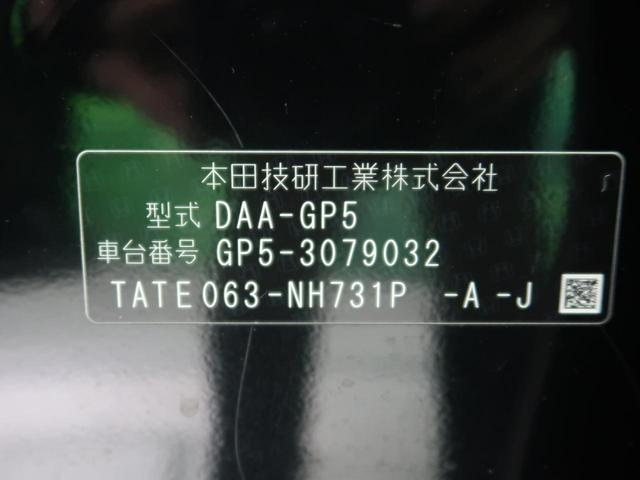 本田技研工業株式会社
型式 DAA-GP5
車台番号 GP5-3079032
TATE063-NH731P -A-J